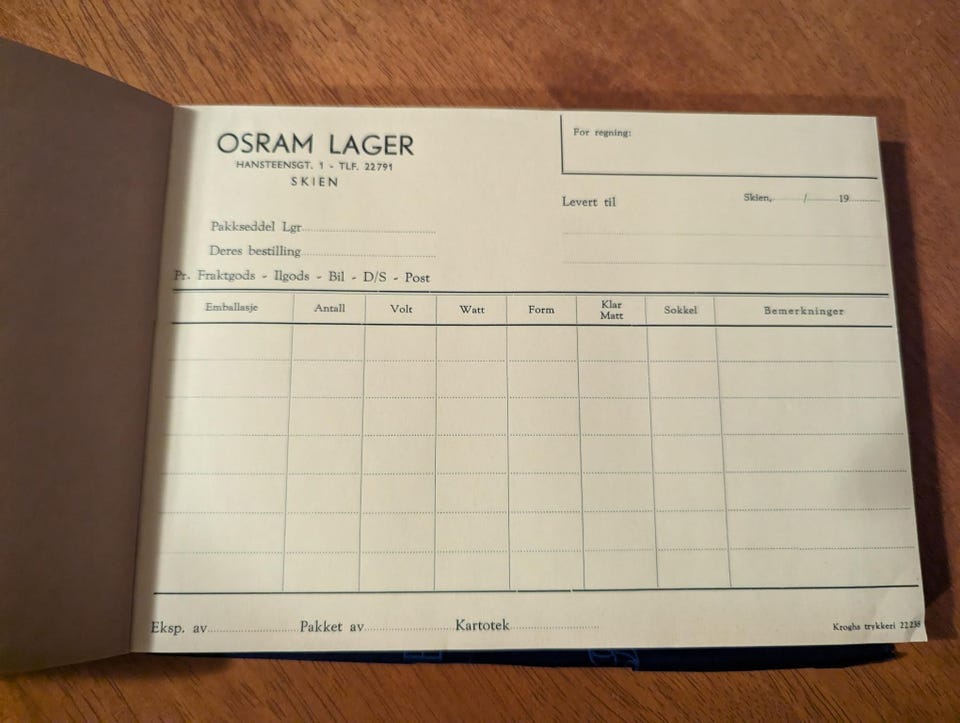 OSRAM LAGER
HANSTEENSGT. 1 - TLF. 22791
SKIEN
For regning:
Levert til
Skien, / 19
Pakkseddel Lgr
Deres bestilling
Pr. Fraktgods - Ilgods - Bil - D/S - Post
Emballasje Antall Volt Watt Form Klar Matt Sokkel Bemerkninger
Eksp. av Pakket av Kartotek
Kroghs trykkeri 22238